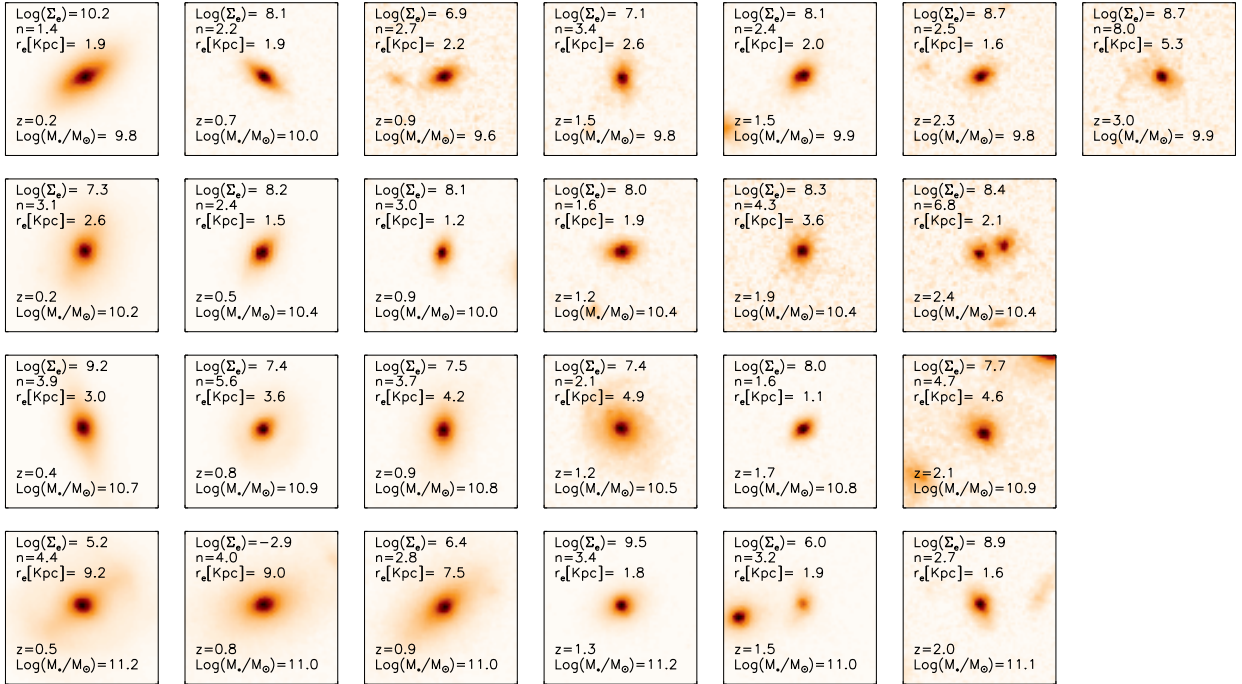 Log(Σₑ)=10.2
n=1.4
rₑ[Kpc]= 1.9
z=0.2
Log(M⋆/M⊙)= 9.8
Log(Σₑ)= 8.1
n=2.2
rₑ[Kpc]= 1.9
z=0.7
Log(M⋆/M⊙)=10.0
Log(Σₑ)= 6.9
n=2.7
rₑ[Kpc]= 2.2
z=0.9
Log(M⋆/M⊙)= 9.6
Log(Σₑ)= 7.1
n=3.4
rₑ[Kpc]= 2.6
z=1.5
Log(M⋆/M⊙)= 9.8
Log(Σₑ)= 8.1
n=2.4
rₑ[Kpc]= 2.0
z=1.5
Log(M⋆/M⊙)= 9.9
Log(Σₑ)= 8.7
n=2.5
rₑ[Kpc]= 1.6
z=2.3
Log(M⋆/M⊙)= 9.8
Log(Σₑ)= 8.7
n=8.0
rₑ[Kpc]= 5.3
z=3.0
Log(M⋆/M⊙)= 9.9
Log(Σₑ)= 7.3
n=3.1
rₑ[Kpc]= 2.6
z=0.2
Log(M⋆/M⊙)=10.2
Log(Σₑ)= 8.2
n=2.4
rₑ[Kpc]= 1.5
z=0.5
Log(M⋆/M⊙)=10.4
Log(Σₑ)= 8.1
n=3.0
rₑ[Kpc]= 1.2
z=0.9
Log(M⋆/M⊙)=10.0
Log(Σₑ)= 8.0
n=1.6
rₑ[Kpc]= 1.9
z=1.2
Log(M⋆/M⊙)=10.4
Log(Σₑ)= 8.3
n=4.3
rₑ[Kpc]= 3.6
z=1.9
Log(M⋆/M⊙)=10.4
Log(Σₑ)= 8.4
n=6.8
rₑ[Kpc]= 2.1
z=2.4
Log(M⋆/M⊙)=10.4
Log(Σₑ)= 9.2
n=3.9
rₑ[Kpc]= 3.0
z=0.4
Log(M⋆/M⊙)=10.7
Log(Σₑ)= 7.4
n=5.6
rₑ[Kpc]= 3.6
z=0.8
Log(M⋆/M⊙)=10.9
Log(Σₑ)= 7.5
n=3.7
rₑ[Kpc]= 4.2
z=0.9
Log(M⋆/M⊙)=10.8
Log(Σₑ)= 7.4
n=2.1
rₑ[Kpc]= 4.9
z=1.2
Log(M⋆/M⊙)=10.5
Log(Σₑ)= 8.0
n=1.6
rₑ[Kpc]= 1.1
z=1.7
Log(M⋆/M⊙)=10.8
Log(Σₑ)= 7.7
n=4.7
rₑ[Kpc]= 4.6
z=2.1
Log(M⋆/M⊙)=10.9
Log(Σₑ)= 5.2
n=4.4
rₑ[Kpc]= 9.2
z=0.5
Log(M⋆/M⊙)=11.2
Log(Σₑ)=−2.9
n=4.0
rₑ[Kpc]= 9.0
z=0.8
Log(M⋆/M⊙)=11.0
Log(Σₑ)= 6.4
n=2.8
rₑ[Kpc]= 7.5
z=0.9
Log(M⋆/M⊙)=11.0
Log(Σₑ)= 9.5
n=3.4
rₑ[Kpc]= 1.8
z=1.3
Log(M⋆/M⊙)=11.2
Log(Σₑ)= 6.0
n=3.2
rₑ[Kpc]= 1.9
z=1.5
Log(M⋆/M⊙)=11.0
Log(Σₑ)= 8.9
n=2.7
rₑ[Kpc]= 1.6
z=2.0
Log(M⋆/M⊙)=11.1